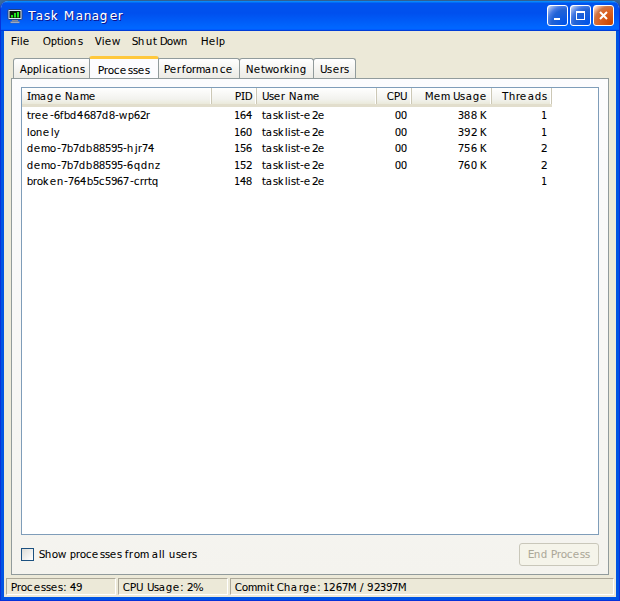 Task Manager
File Options View Shut Down Help
Applications Processes Performance Networking Users
Image Name PID User Name CPU Mem Usage Threads
tree-6fbd4687d8-wp62r 164 tasklist-e2e 00 388 K 1
lonely 160 tasklist-e2e 00 392 K 1
demo-7b7db88595-hjr74 156 tasklist-e2e 00 756 K 2
demo-7b7db88595-6qdnz 152 tasklist-e2e 00 760 K 2
broken-764b5c5967-crrtq 148 tasklist-e2e 1
Show processes from all users End Process
Processes: 49 CPU Usage: 2% Commit Charge: 1267M / 92397M